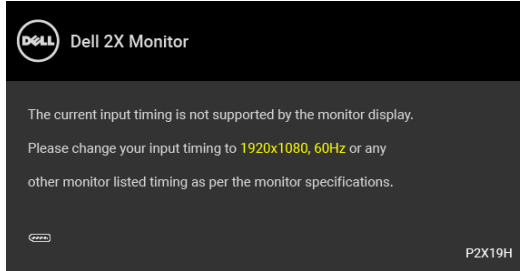 DELL
Dell 2X Monitor
The current input timing is not supported by the monitor display.
Please change your input timing to 1920x1080, 60Hz or any
other monitor listed timing as per the monitor specifications.
P2X19H